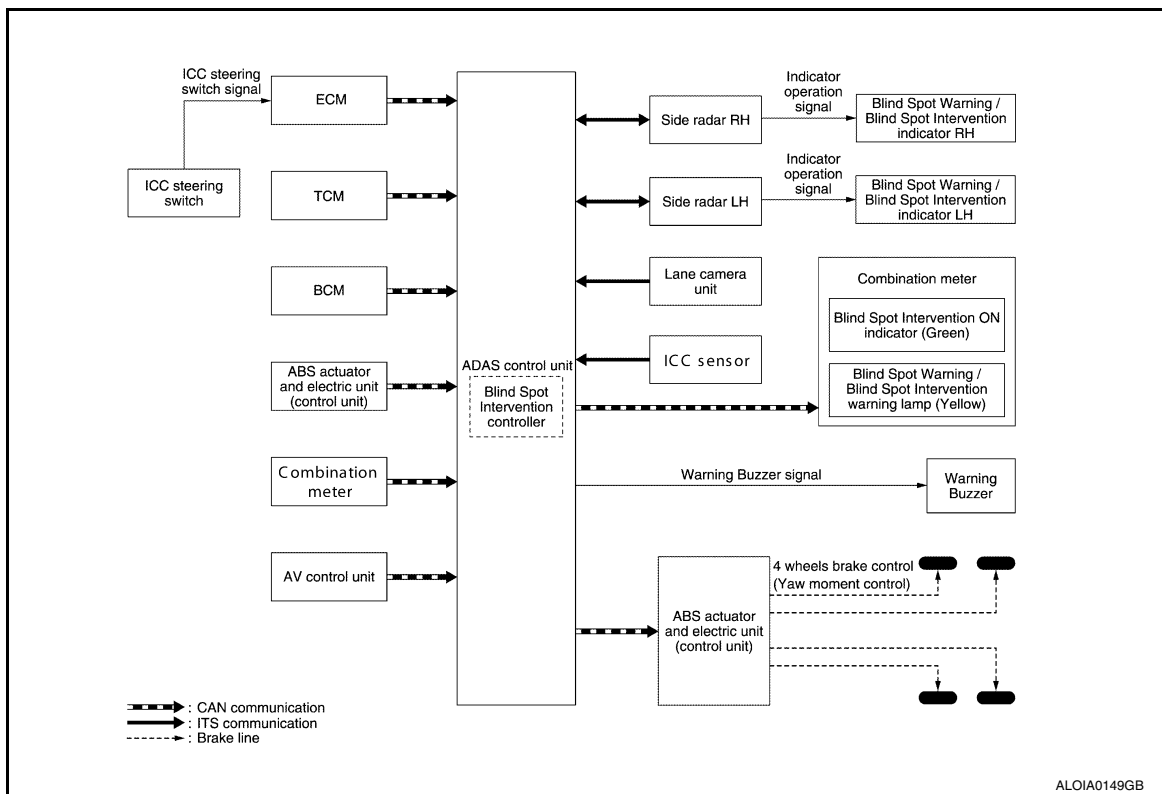 ICC steering
switch signal
ECM
ICC steering
switch
TCM
BCM
ABS actuator
and electric unit
(control unit)
Combination
meter
AV control unit
ADAS control unit
Blind Spot
Intervention
controller
Side radar RH
Indicator
operation
signal
Blind Spot Warning /
Blind Spot Intervention
indicator RH
Side radar LH
Indicator
operation
signal
Blind Spot Warning /
Blind Spot Intervention
indicator LH
Lane camera
unit
ICC sensor
Combination meter
Blind Spot Intervention ON
indicator (Green)
Blind Spot Warning /
Blind Spot Intervention
warning lamp (Yellow)
Warning Buzzer signal
Warning
Buzzer
ABS actuator
and electric unit
(control unit)
4 wheels brake control
(Yaw moment control)
: CAN communication
: ITS communication
: Brake line
ALOIA0149GB